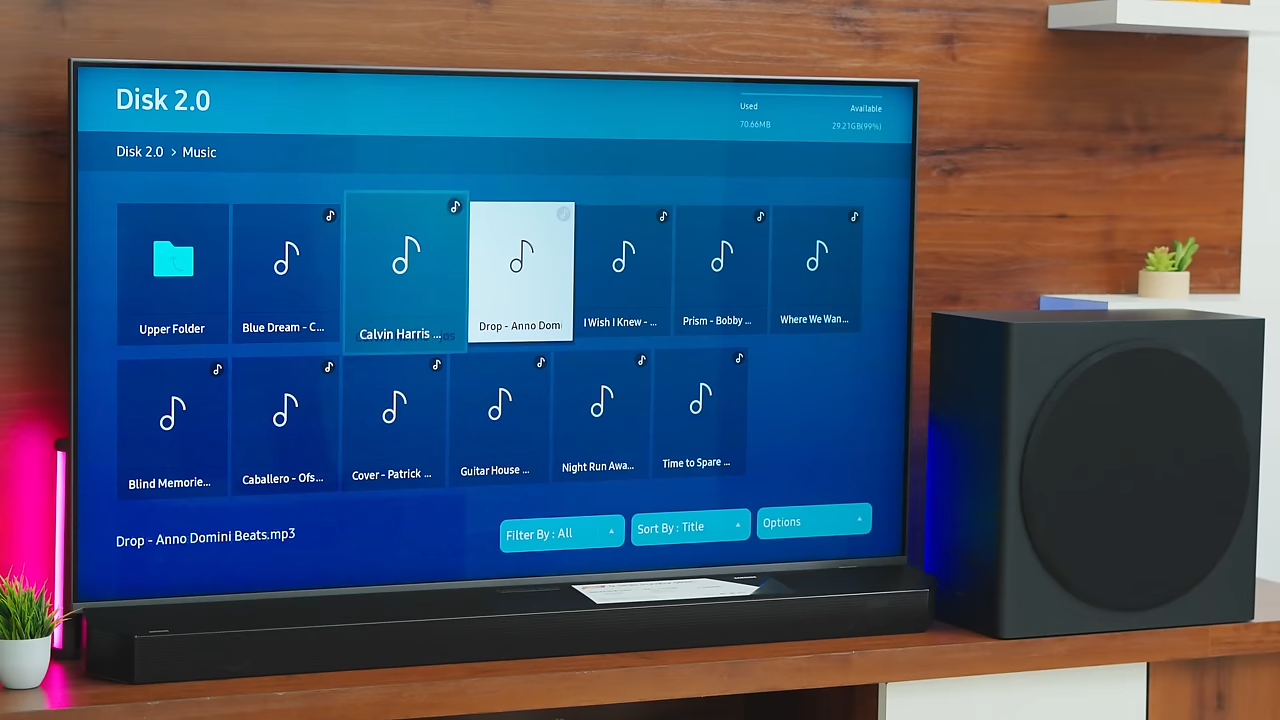 Disk 2.0
Used
Available
70.66MB
29.21GB(99%)
Disk 2.0 > Music
Upper Folder
Blue Dream - C...
Calvin Harris ...
Drop - Anno Domi
I Wish I Knew - ...
Prism - Bobby ...
Where We Wan...
Blind Memorie...
Caballero - Ofs...
Cover - Patrick ...
Guitar House ...
Night Run Awa...
Time to Spare ...
Drop - Anno Domini Beats.mp3
Filter By : All
Sort By : Title
Options